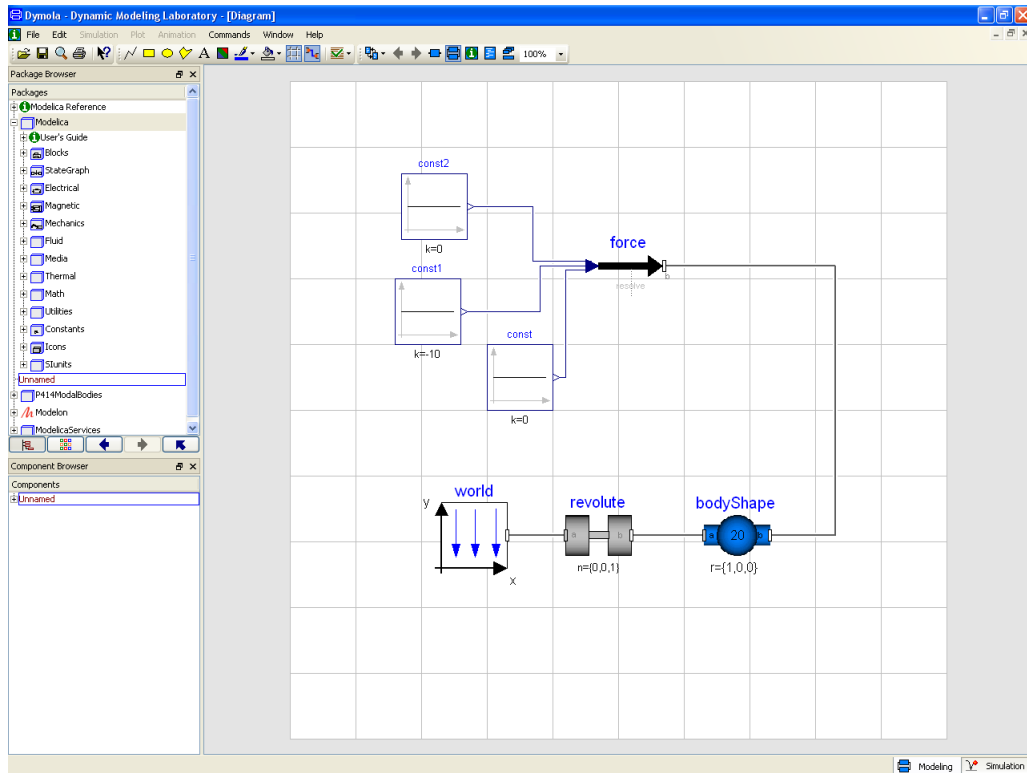 Dymola - Dynamic Modeling Laboratory - [Diagram]
File Edit Simulation Plot Animation Commands Window Help
100%
Package Browser
Packages
Modelica Reference
Modelica
User's Guide
Blocks
StateGraph
Electrical
Magnetic
Mechanics
Fluid
Media
Thermal
Math
Utilities
Constants
Icons
SIunits
Unnamed
P414ModalBodies
Modelon
ModelicaServices
Component Browser
Components
Unnamed
const2
k=0
const1
k=-10
const
k=0
force
resolve
b
world
y
x
revolute
a b
n={0,0,1}
bodyShape
a 20 b
r={1,0,0}
Modeling Simulation